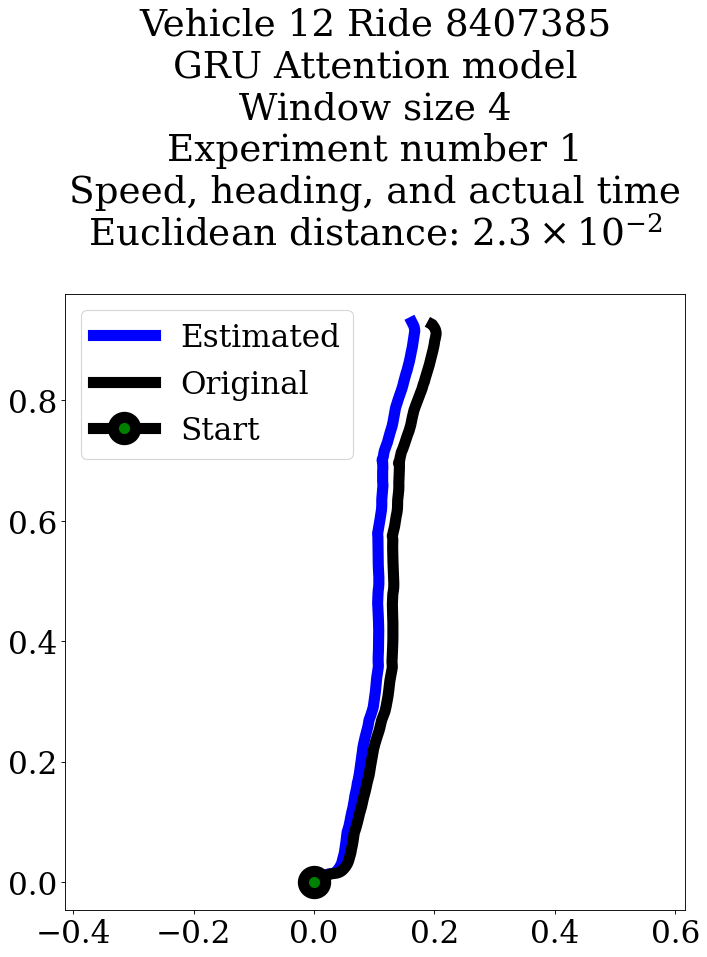 Vehicle 12 Ride 8407385
GRU Attention model
Window size 4
Experiment number 1
Speed, heading, and actual time
Euclidean distance: 2.3 × 10⁻²
Estimated
Original
Start
0.8
0.6
0.4
0.2
0.0
−0.4 −0.2 0.0 0.2 0.4 0.6